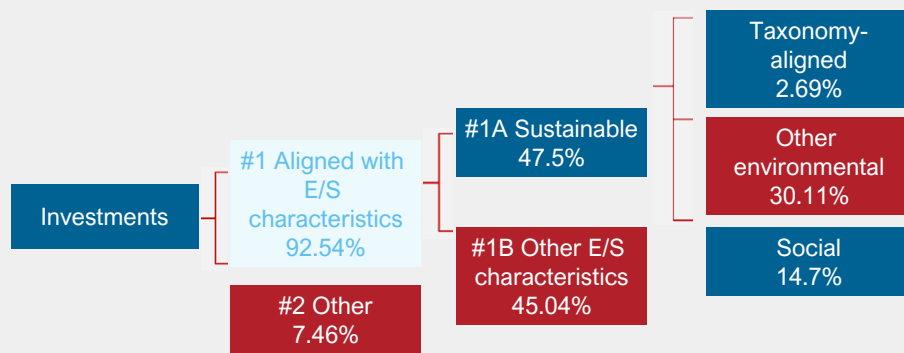 Investments
#1 Aligned with
E/S
characteristics
92.54%
#2 Other
7.46%
#1A Sustainable
47.5%
#1B Other E/S
characteristics
45.04%
Taxonomy-
aligned
2.69%
Other
environmental
30.11%
Social
14.7%